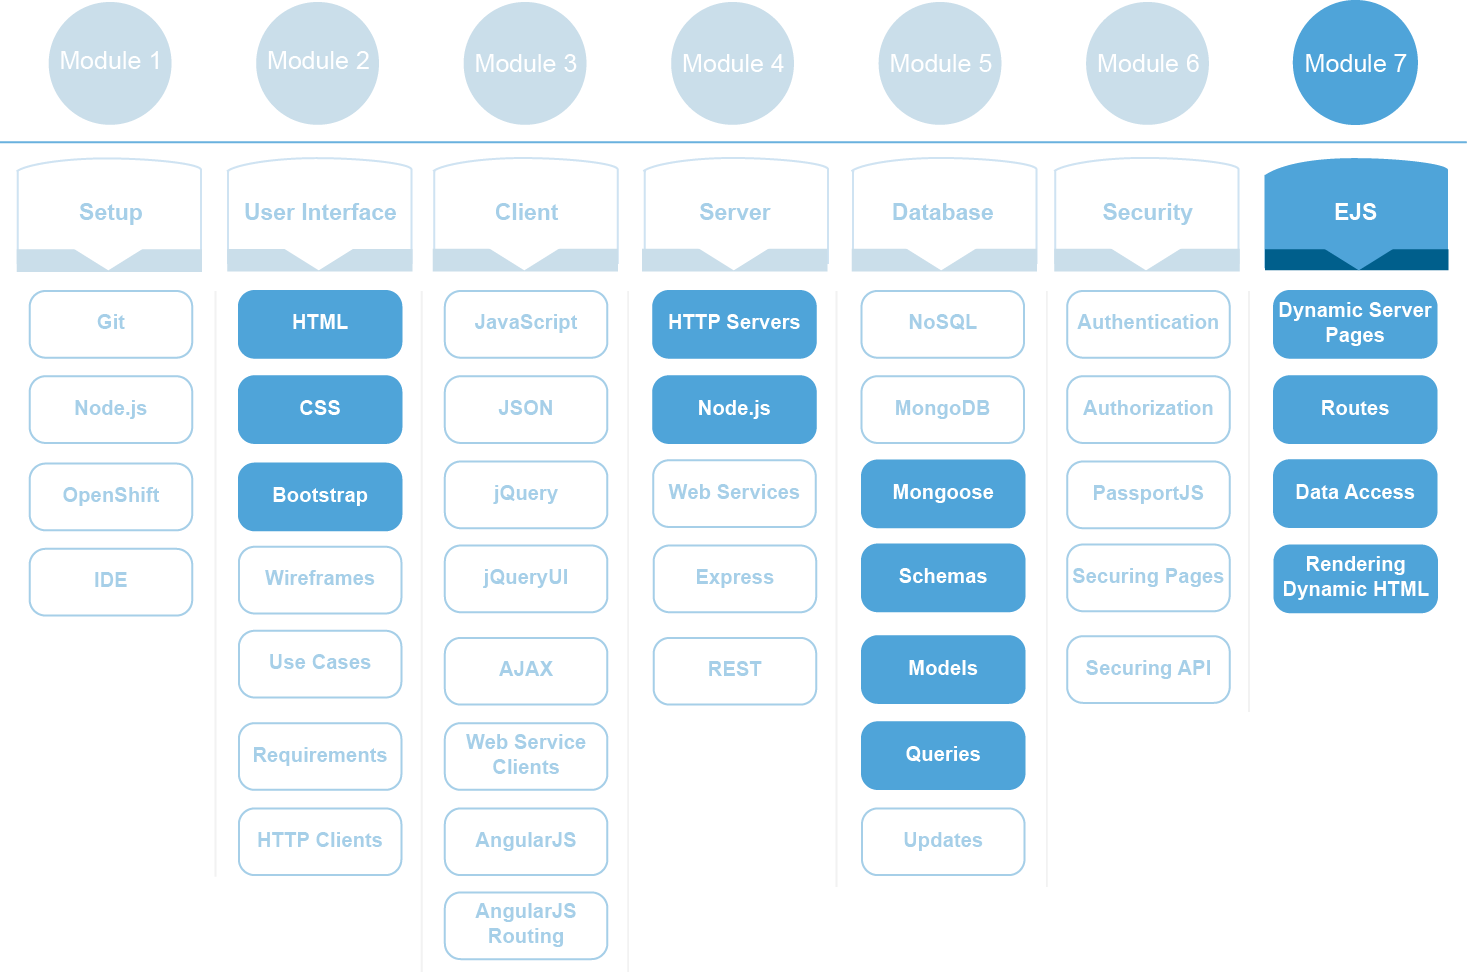 Module 1
Module 2
Module 3
Module 4
Module 5
Module 6
Module 7
Setup
User Interface
Client
Server
Database
Security
EJS
Git
Node.js
OpenShift
IDE
HTML
CSS
Bootstrap
Wireframes
Use Cases
Requirements
HTTP Clients
JavaScript
JSON
jQuery
jQueryUI
AJAX
Web Service
Clients
AngularJS
AngularJS
Routing
HTTP Servers
Node.js
Web Services
Express
REST
NoSQL
MongoDB
Mongoose
Schemas
Models
Queries
Updates
Authentication
Authorization
PassportJS
Securing Pages
Securing API
Dynamic Server
Pages
Routes
Data Access
Rendering
Dynamic HTML